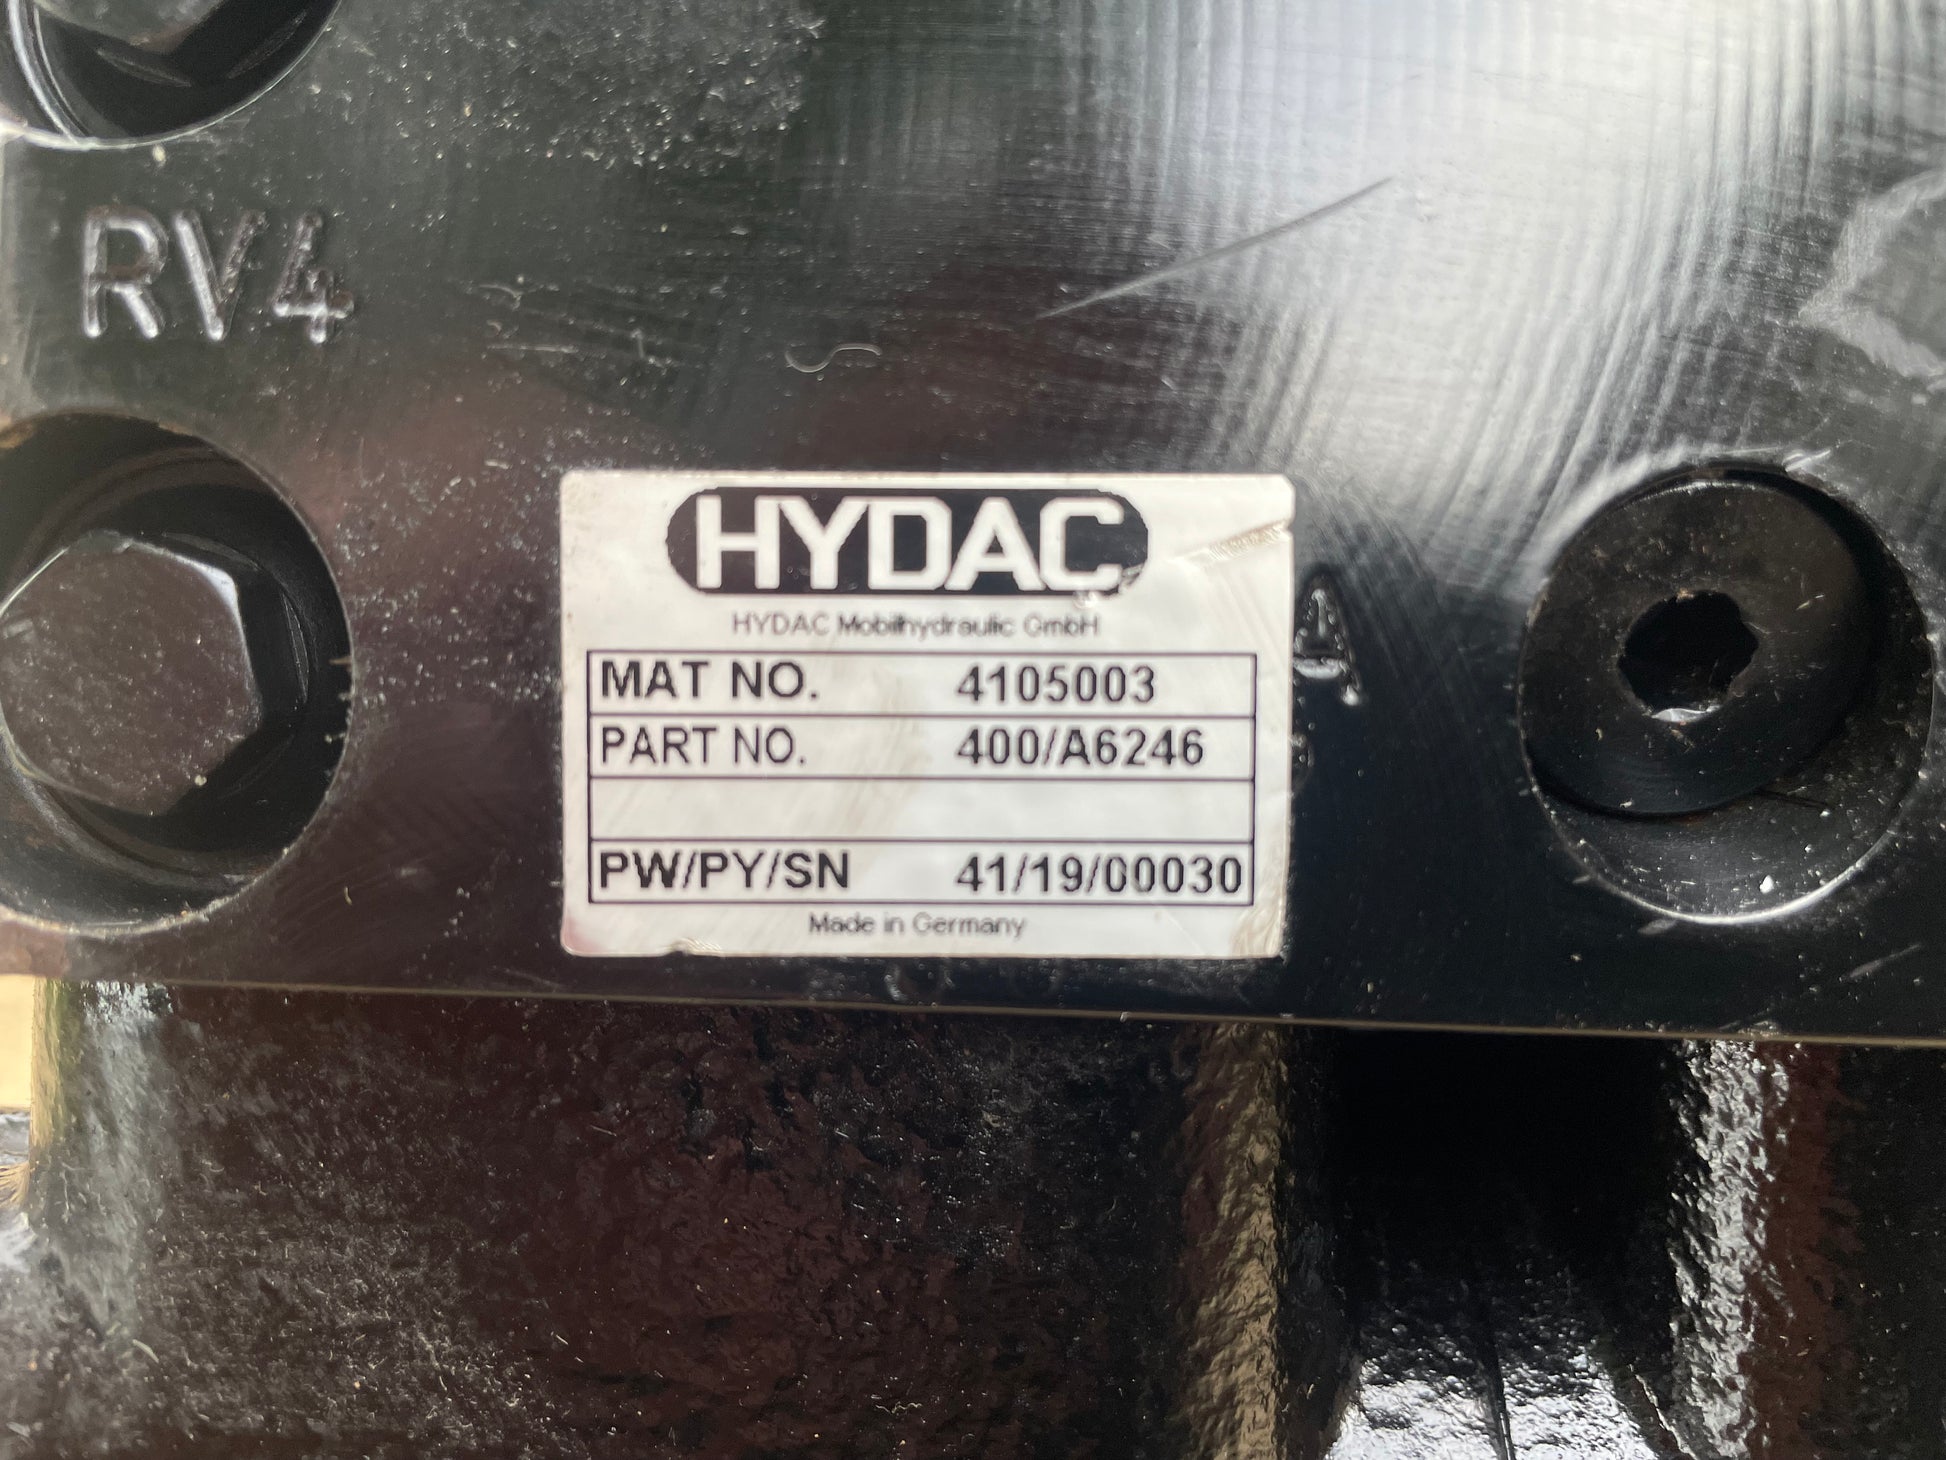 RV4
HYDAC
HYDAC Mobilhydraulic GmbH
A
MAT NO. 4105003
PART NO. 400/A6246
PW/PY/SN 41/19/00030
Made in Germany